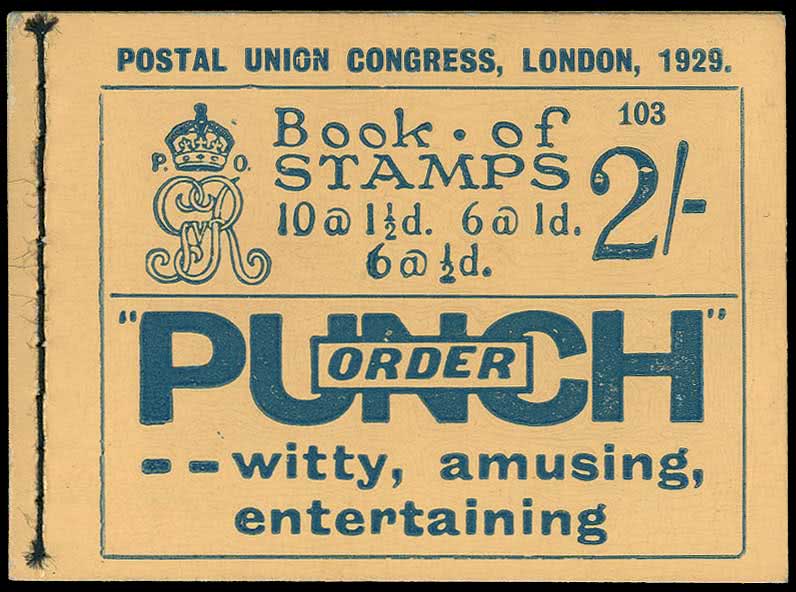 POSTAL UNION CONGRESS, LONDON, 1929.
P. O.
GVR
Book · of
STAMPS
103
2/-
10 @ 1½d. 6 @ 1d.
6 @ ½d.
"PUNCH"
ORDER
-- witty, amusing,
entertaining